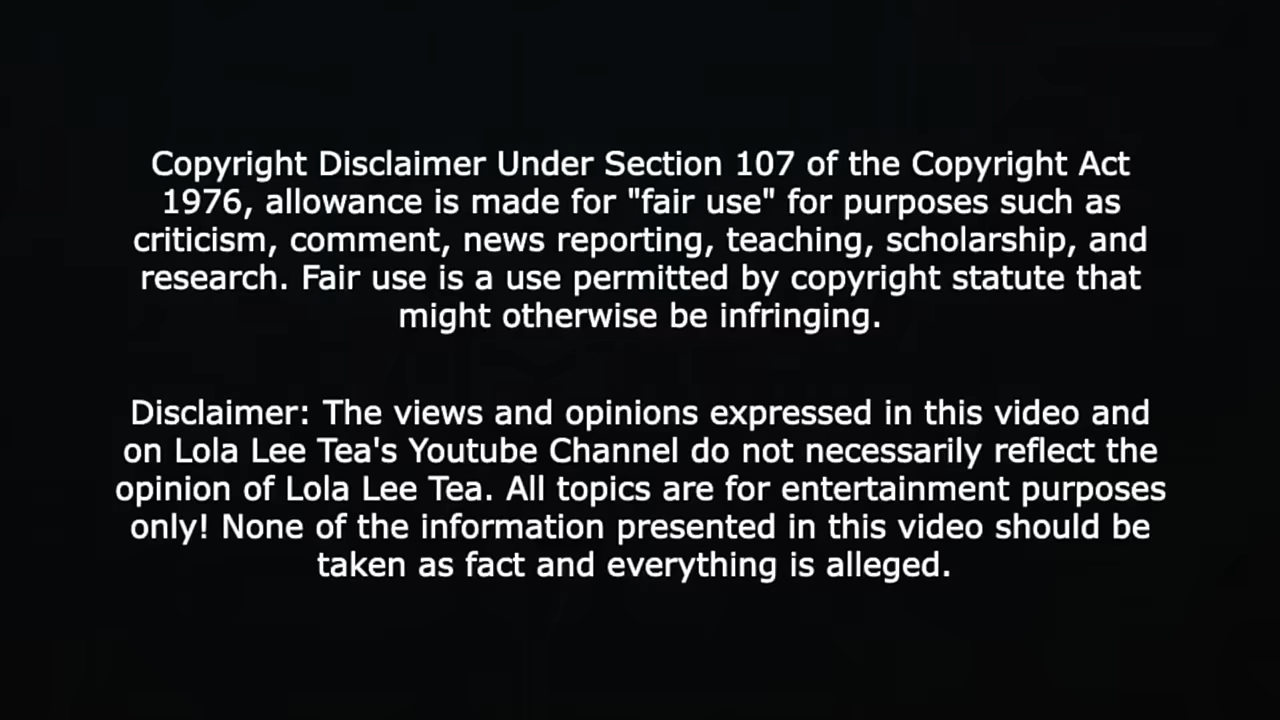 Copyright Disclaimer Under Section 107 of the Copyright Act
1976, allowance is made for "fair use" for purposes such as
criticism, comment, news reporting, teaching, scholarship, and
research. Fair use is a use permitted by copyright statute that
might otherwise be infringing.
Disclaimer: The views and opinions expressed in this video and
on Lola Lee Tea's Youtube Channel do not necessarily reflect the
opinion of Lola Lee Tea. All topics are for entertainment purposes
only! None of the information presented in this video should be
taken as fact and everything is alleged.